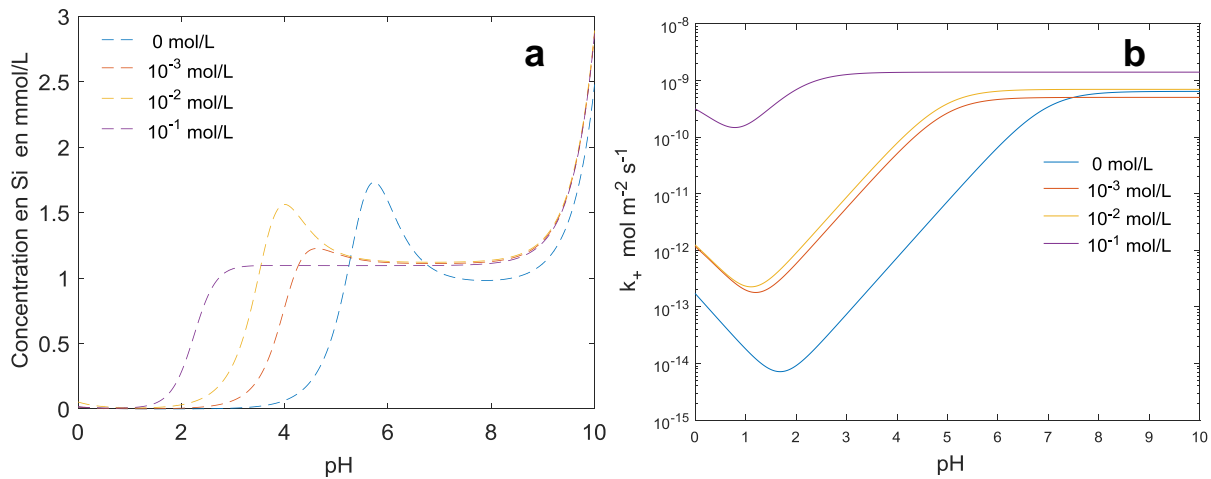 a
Concentration en Si en mmol/L
3
2.5
2
1.5
1
0.5
0
0 mol/L
10⁻³ mol/L
10⁻² mol/L
10⁻¹ mol/L
0 2 4 6 8 10
pH
b
k₊ mol m⁻² s⁻¹
10⁻⁸
10⁻⁹
10⁻¹⁰
10⁻¹¹
10⁻¹²
10⁻¹³
10⁻¹⁴
10⁻¹⁵
0 mol/L
10⁻³ mol/L
10⁻² mol/L
10⁻¹ mol/L
0 1 2 3 4 5 6 7 8 9 10
pH